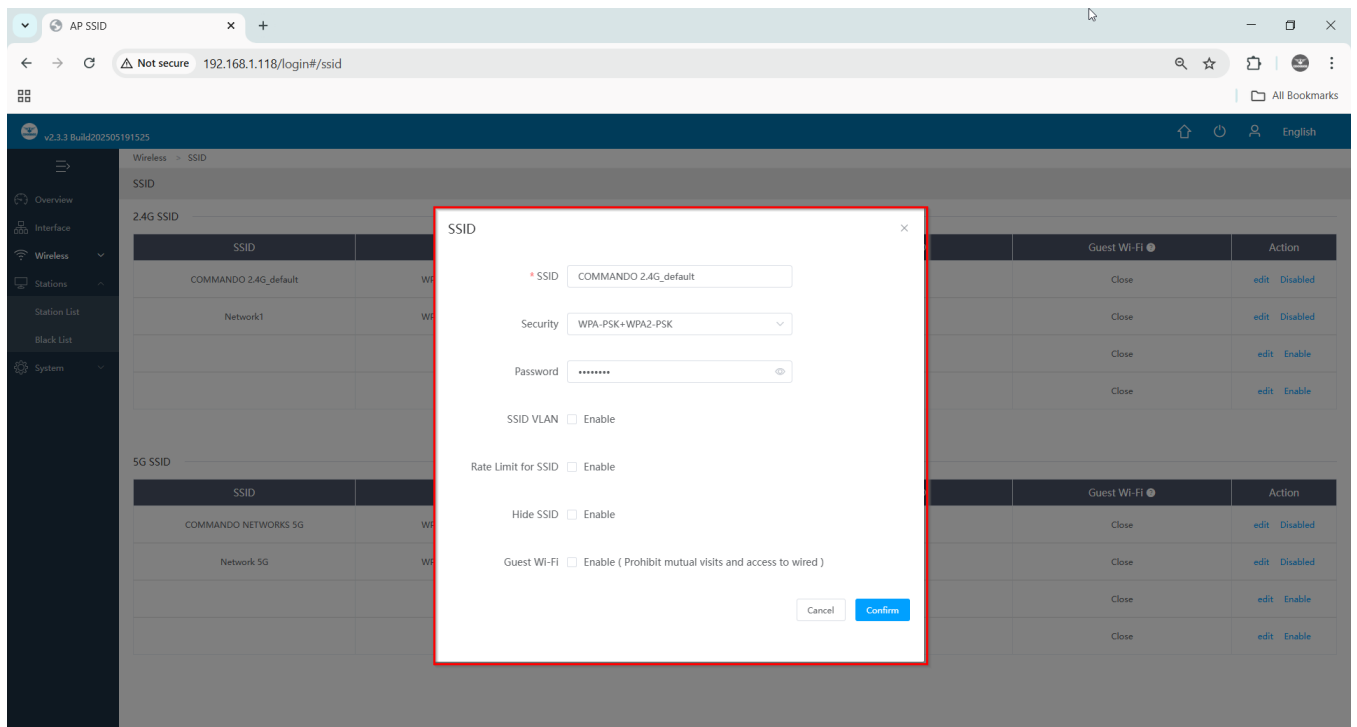 AP SSID
Not secure 192.168.1.118/login#/ssid
All Bookmarks
v2.3.3 Build202505191525 English
Wireless > SSID
SSID
Overview
Interface
Wireless
Stations
Station List
Black List
System
2.4G SSID
SSID Guest Wi-Fi Action
COMMANDO 2.4G_default Close edit Disabled
Network1 Close edit Disabled
Close edit Enable
Close edit Enable
5G SSID
SSID Guest Wi-Fi Action
COMMANDO NETWORKS 5G Close edit Disabled
Network 5G Close edit Disabled
Close edit Enable
Close edit Enable
SSID
* SSID COMMANDO 2.4G_default
Security WPA-PSK+WPA2-PSK
Password ••••••••
SSID VLAN Enable
Rate Limit for SSID Enable
Hide SSID Enable
Guest Wi-Fi Enable ( Prohibit mutual visits and access to wired )
Cancel Confirm